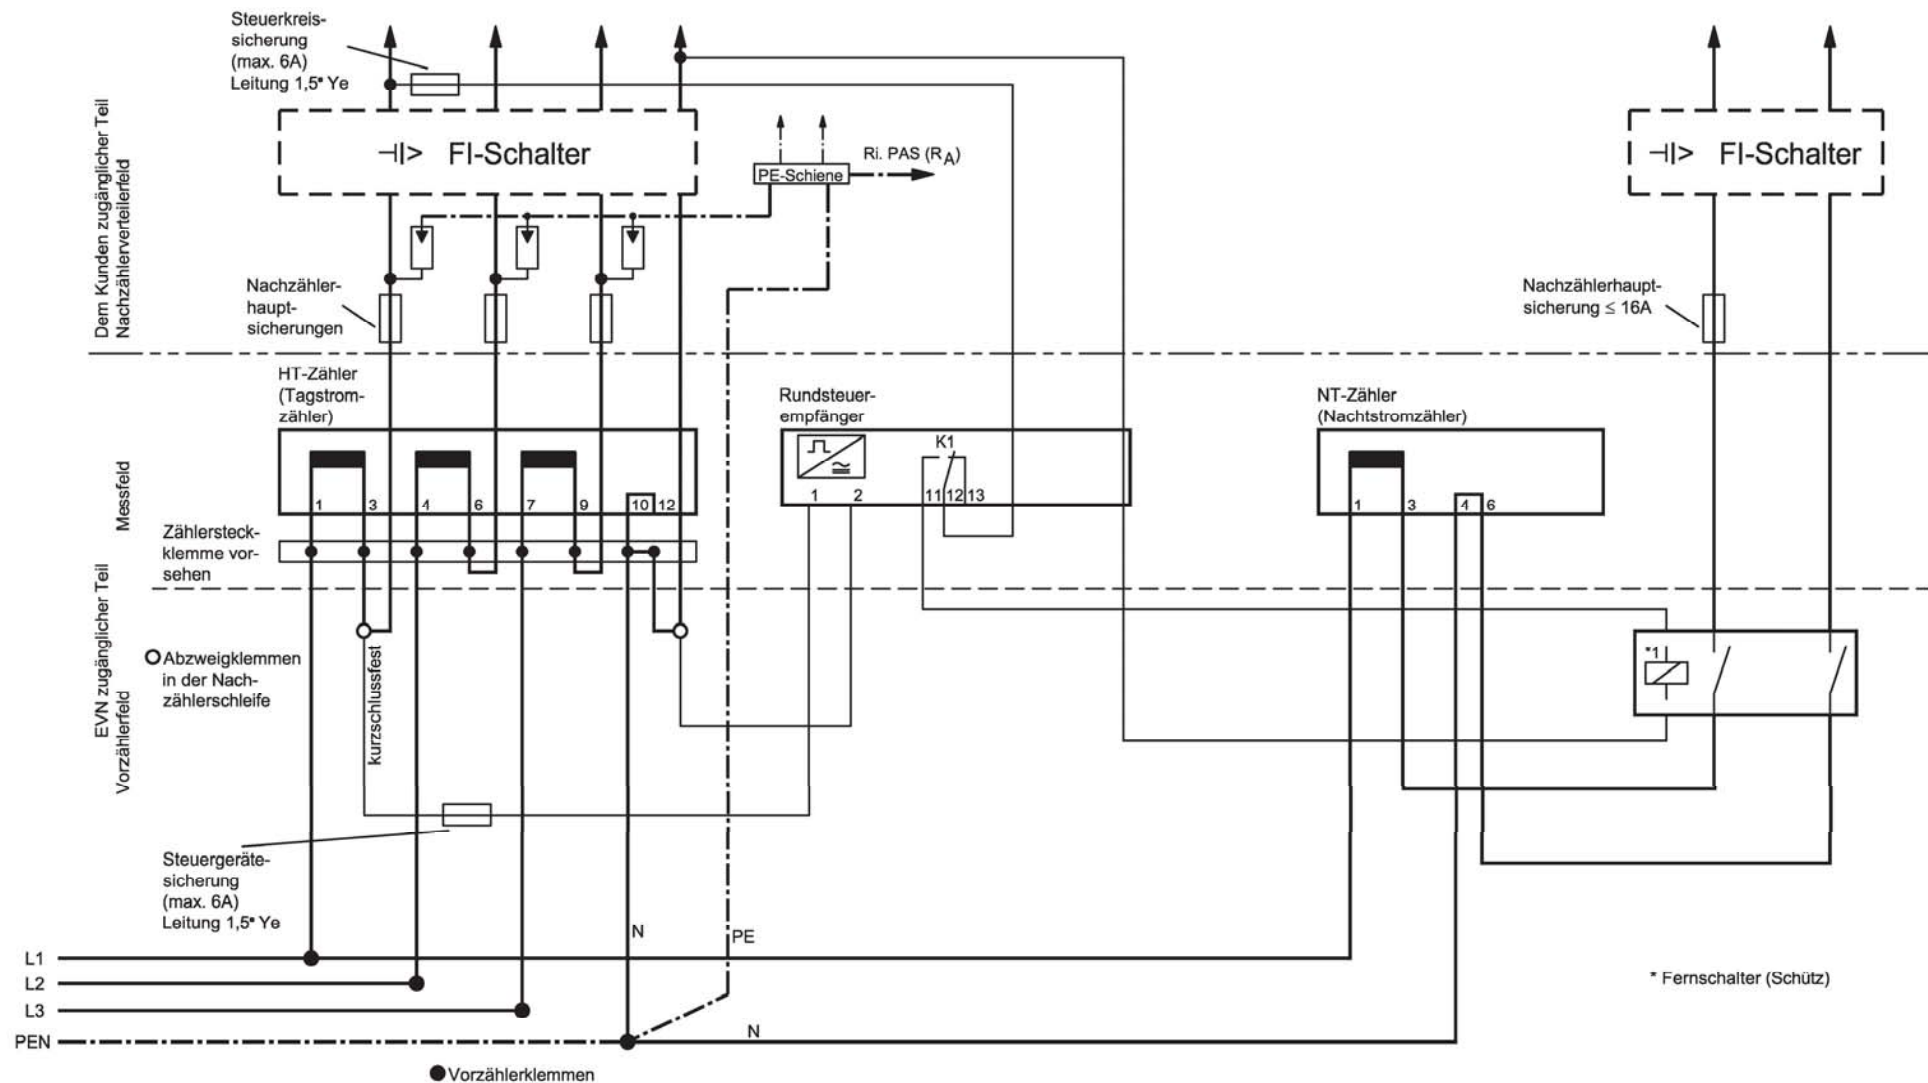 Steuerkreis-
sicherung
(max. 6A)
Leitung 1,5▪ Ye
Dem Kunden zugänglicher Teil
Nachzählerverteilerfeld
⊣I> FI-Schalter
PE-Schiene
Ri. PAS (RA)
⊣I> FI-Schalter
Nachzähler-
haupt-
sicherungen
Nachzählerhaupt-
sicherung ≤ 16A
Messfeld
HT-Zähler
(Tagstrom-
zähler)
1 3 4 6 7 9 10 12
Rundsteuer-
empfänger
K1
1 2 11 12 13
NT-Zähler
(Nachtstromzähler)
1 3 4 6
Zählersteck-
klemme vor-
sehen
EVN zugänglicher Teil
Vorzählerfeld
Abzweigklemmen
in der Nach-
zählerschleife
kurzschlussfest
*1
Steuergeräte-
sicherung
(max. 6A)
Leitung 1,5▪ Ye
N
PE
L1
L2
L3
PEN
N
* Fernschalter (Schütz)
Vorzählerklemmen